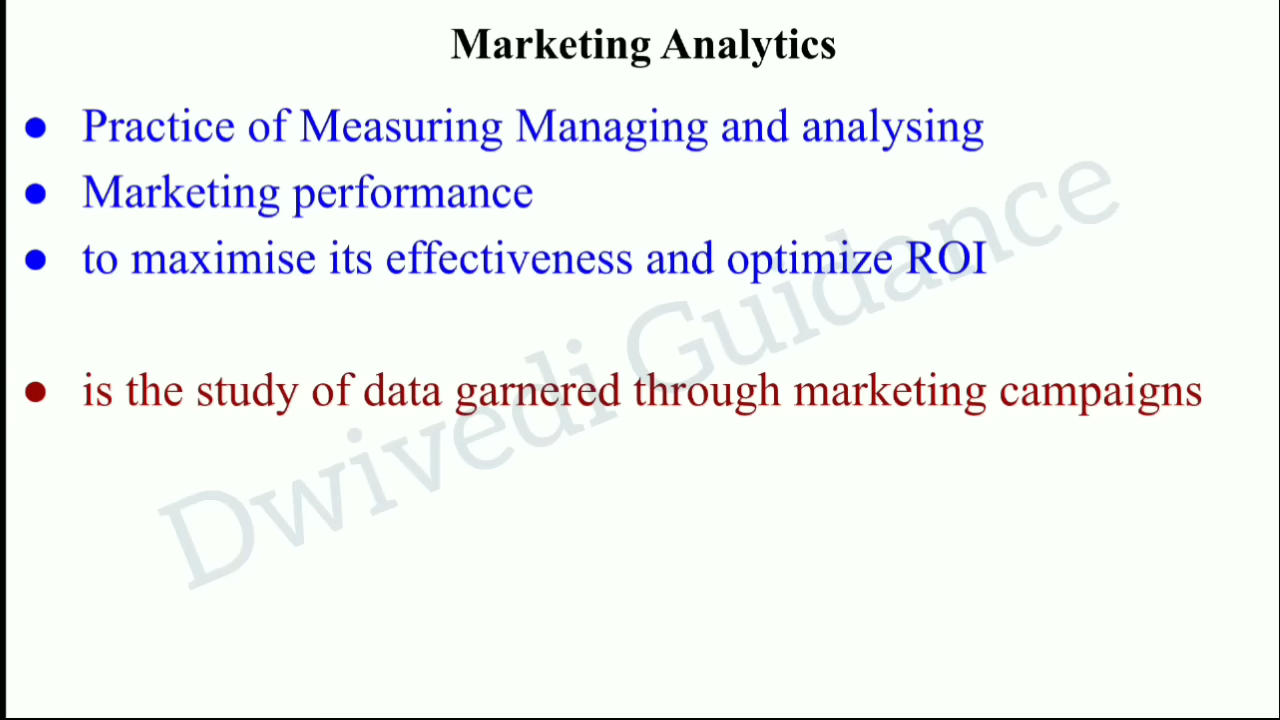 Marketing Analytics
● Practice of Measuring Managing and analysing
● Marketing performance
● to maximise its effectiveness and optimize ROI
● is the study of data garnered through marketing campaigns
Dwivedi Guidance